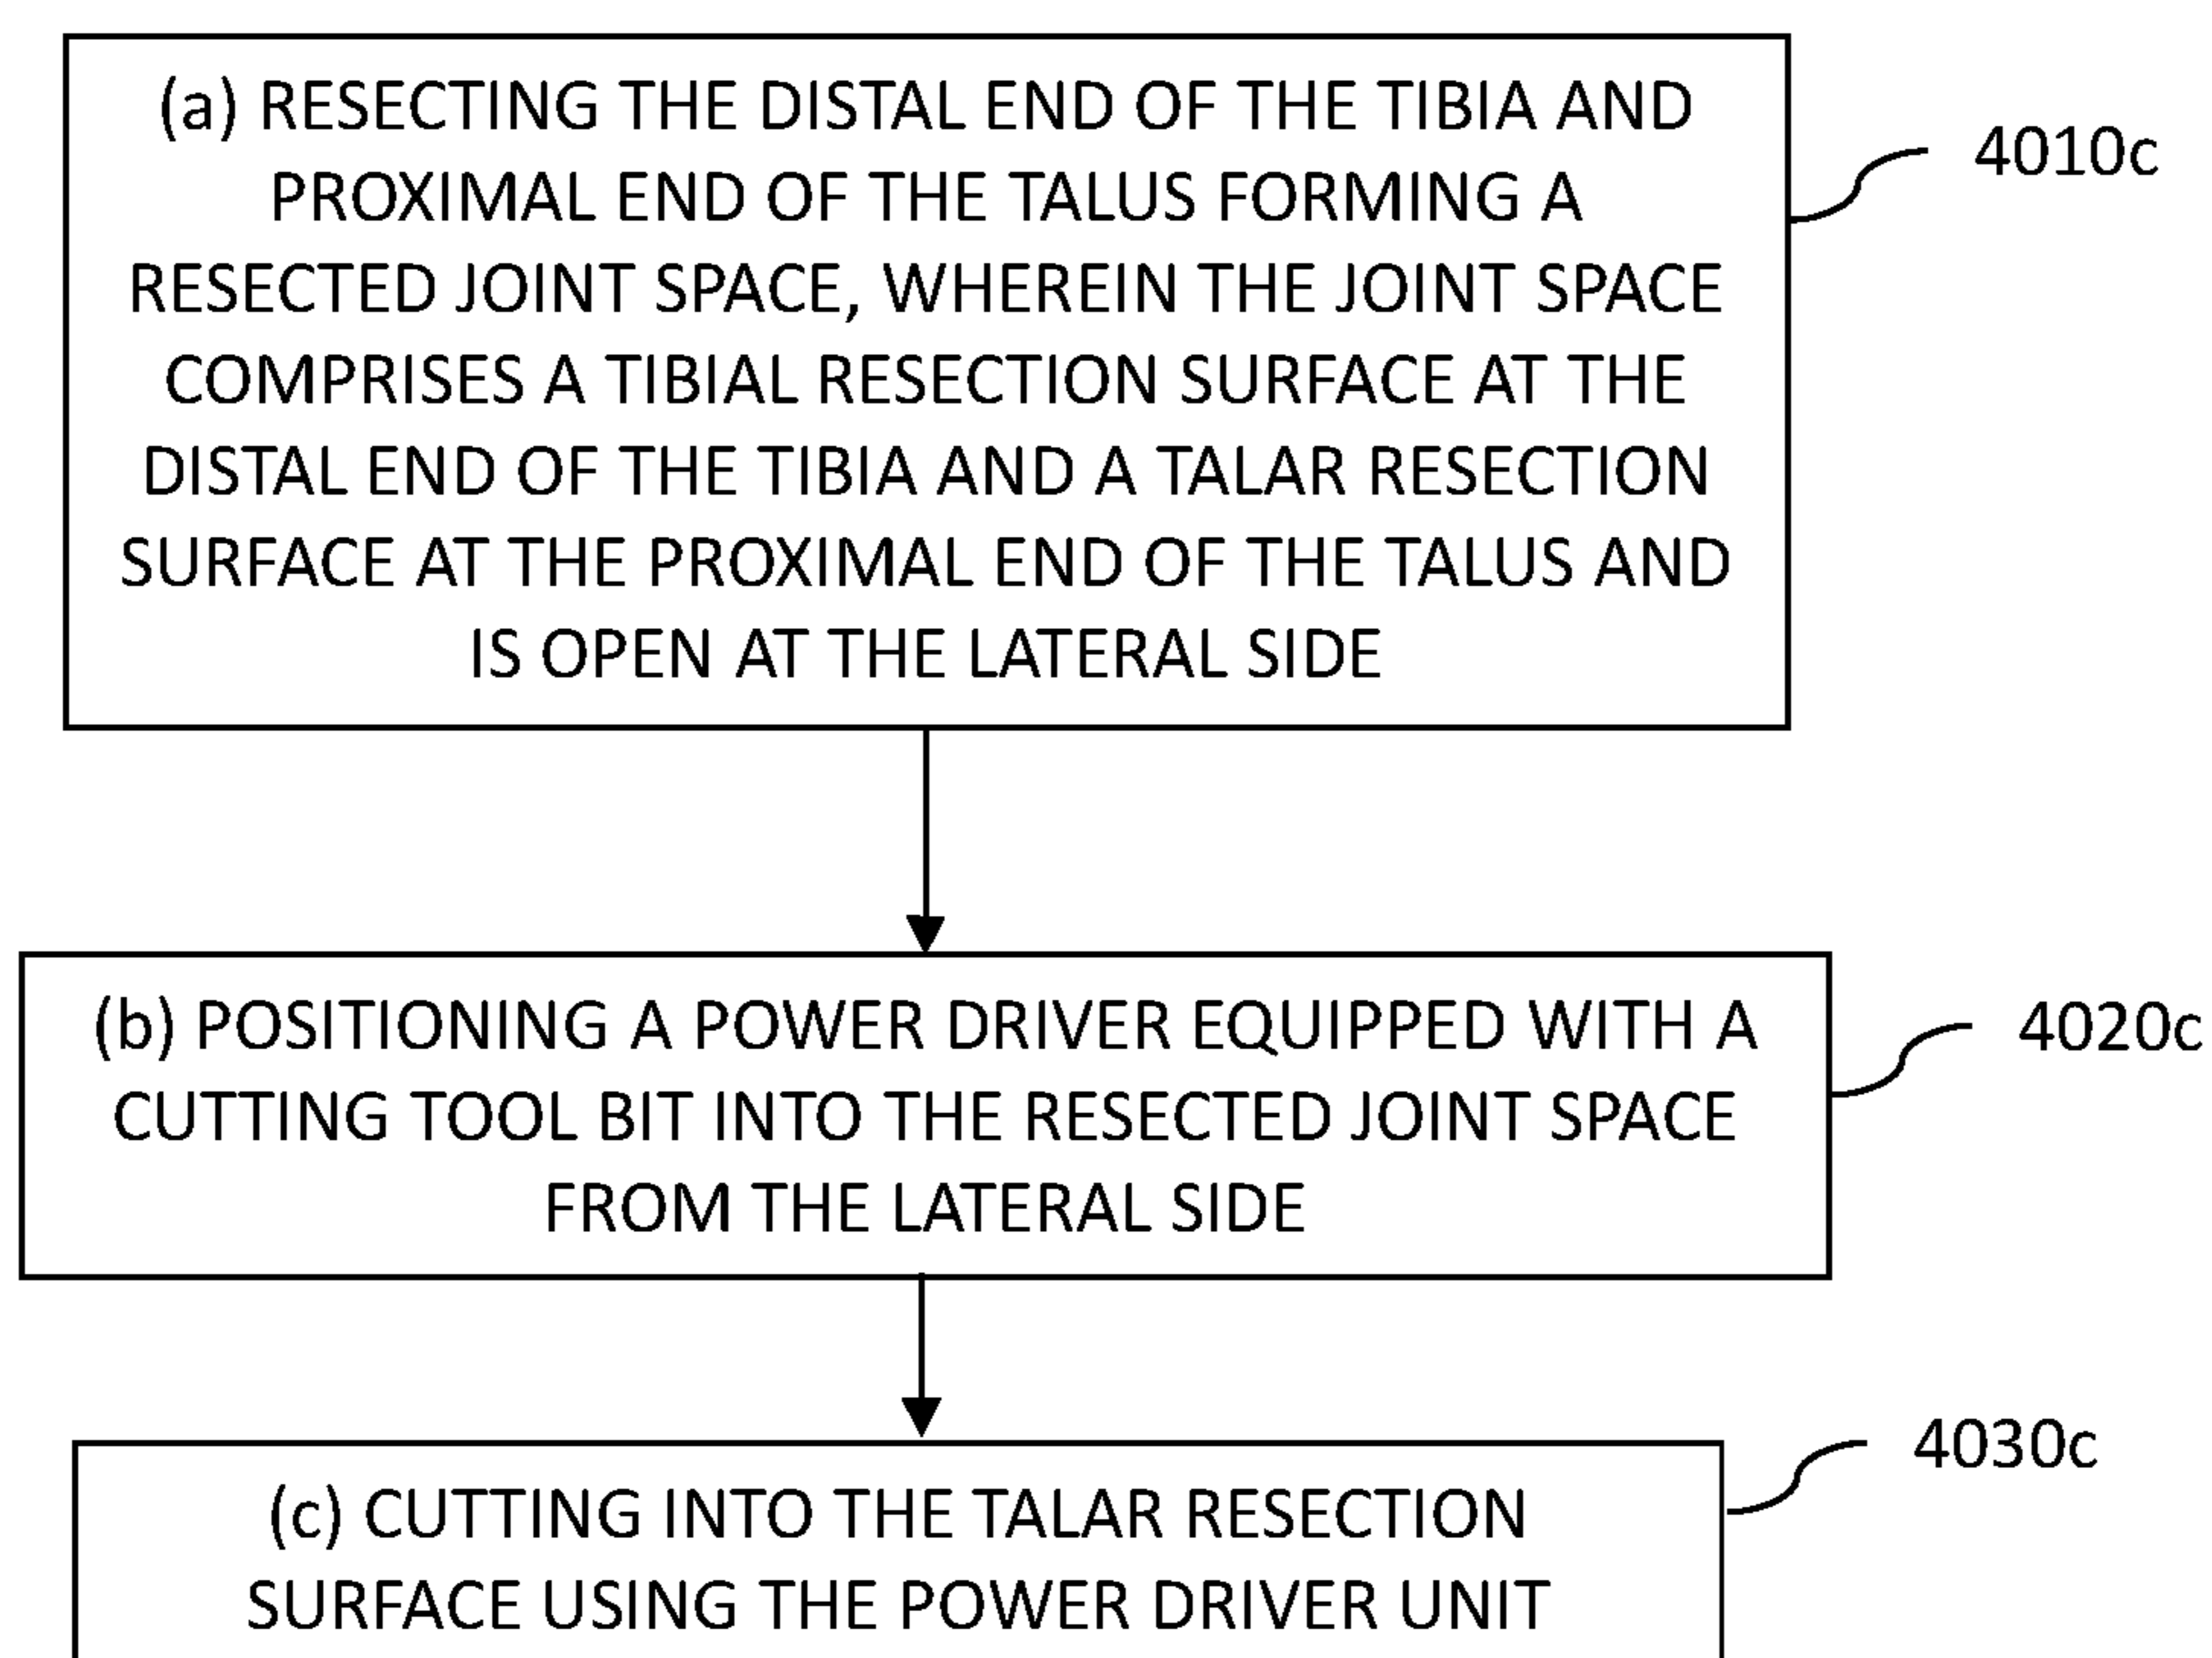 (a) RESECTING THE DISTAL END OF THE TIBIA AND
PROXIMAL END OF THE TALUS FORMING A
RESECTED JOINT SPACE, WHEREIN THE JOINT SPACE
COMPRISES A TIBIAL RESECTION SURFACE AT THE
DISTAL END OF THE TIBIA AND A TALAR RESECTION
SURFACE AT THE PROXIMAL END OF THE TALUS AND
IS OPEN AT THE LATERAL SIDE
4010c
(b) POSITIONING A POWER DRIVER EQUIPPED WITH A
CUTTING TOOL BIT INTO THE RESECTED JOINT SPACE
FROM THE LATERAL SIDE
4020c
(c) CUTTING INTO THE TALAR RESECTION
SURFACE USING THE POWER DRIVER UNIT
4030c